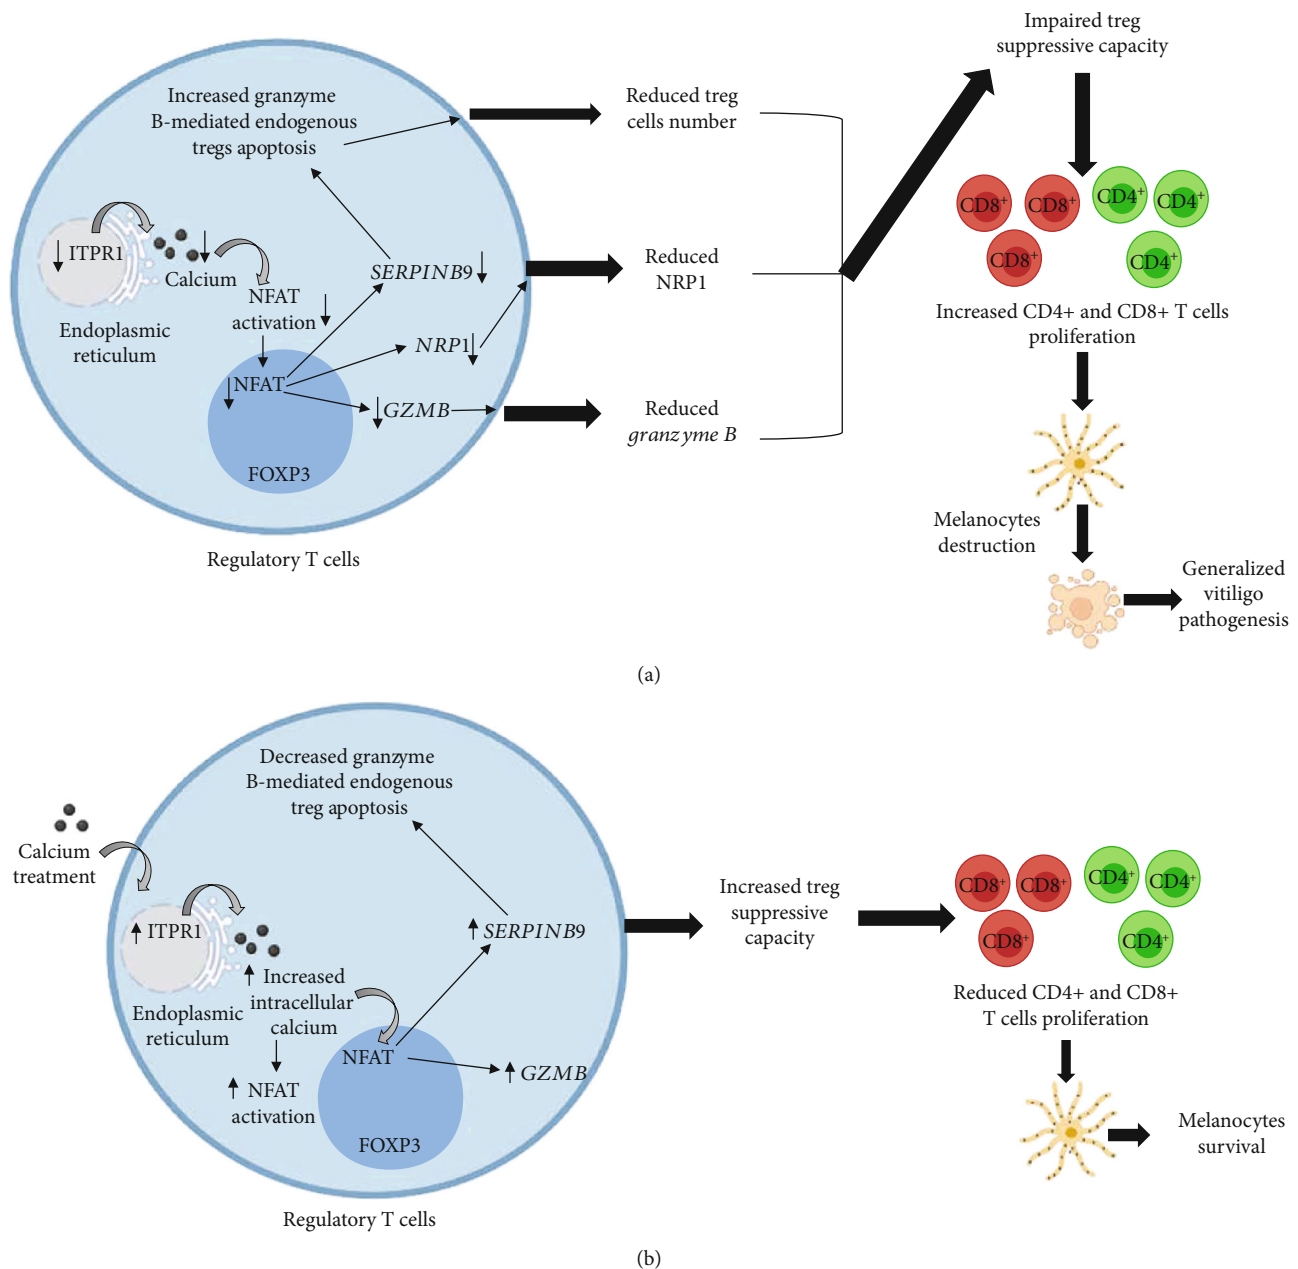 Impaired treg
suppressive capacity
Increased granzyme
B-mediated endogenous
tregs apoptosis
Reduced treg
cells number
CD8+
CD8+
CD4+
CD4+
CD8+
CD4+
ITPR1
Calcium
SERPINB9
Reduced
NRP1
NFAT
activation
Endoplasmic
reticulum
NRP1
Increased CD4+ and CD8+ T cells
proliferation
NFAT
GZMB
Reduced
granzyme B
FOXP3
Melanocytes
destruction
Regulatory T cells
Generalized
vitiligo
pathogenesis
(a)
Decreased granzyme
B-mediated endogenous
treg apoptosis
Calcium
treatment
ITPR1
SERPINB9
Increased treg
suppressive
capacity
CD8+
CD8+
CD4+
CD4+
CD8+
CD4+
Increased
intracellular
calcium
Endoplasmic
reticulum
Reduced CD4+ and CD8+
T cells proliferation
NFAT
GZMB
NFAT
activation
FOXP3
Melanocytes
survival
Regulatory T cells
(b)